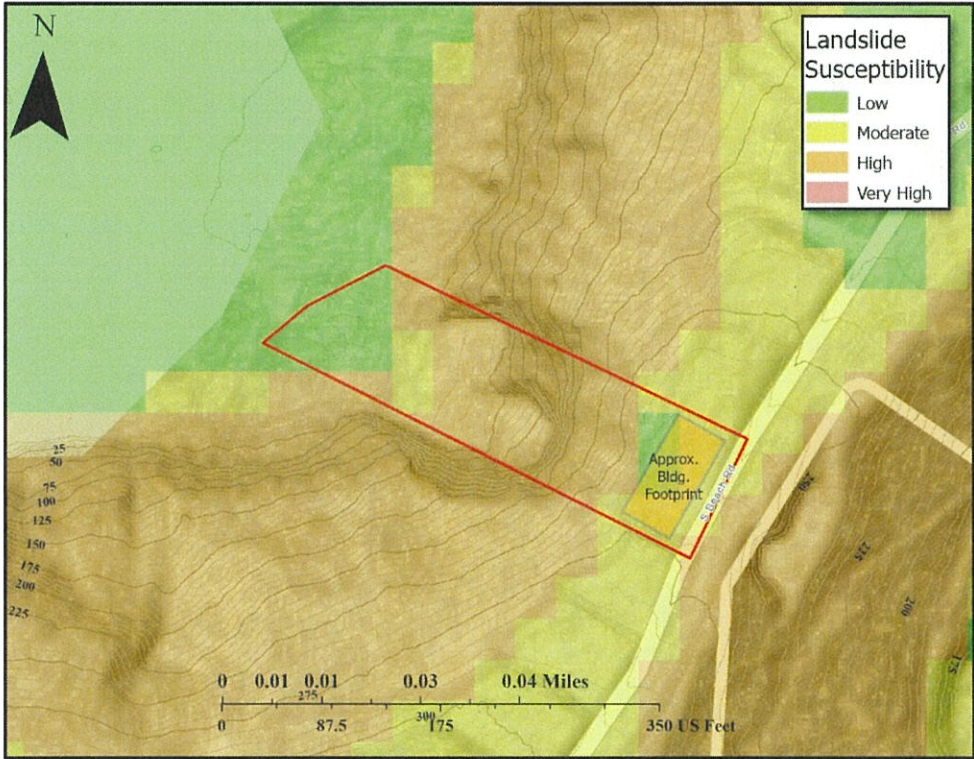 N
Landslide
Susceptibility
Low
Moderate
High
Very High
Rd
Approx.
Bldg.
Footprint
S Beach Rd
25
50
75
100
125
150
175
200
225
250
225
200
175
0 0.01 0.01 0.03 0.04 Miles
275
300
0 87.5 175 350 US Feet